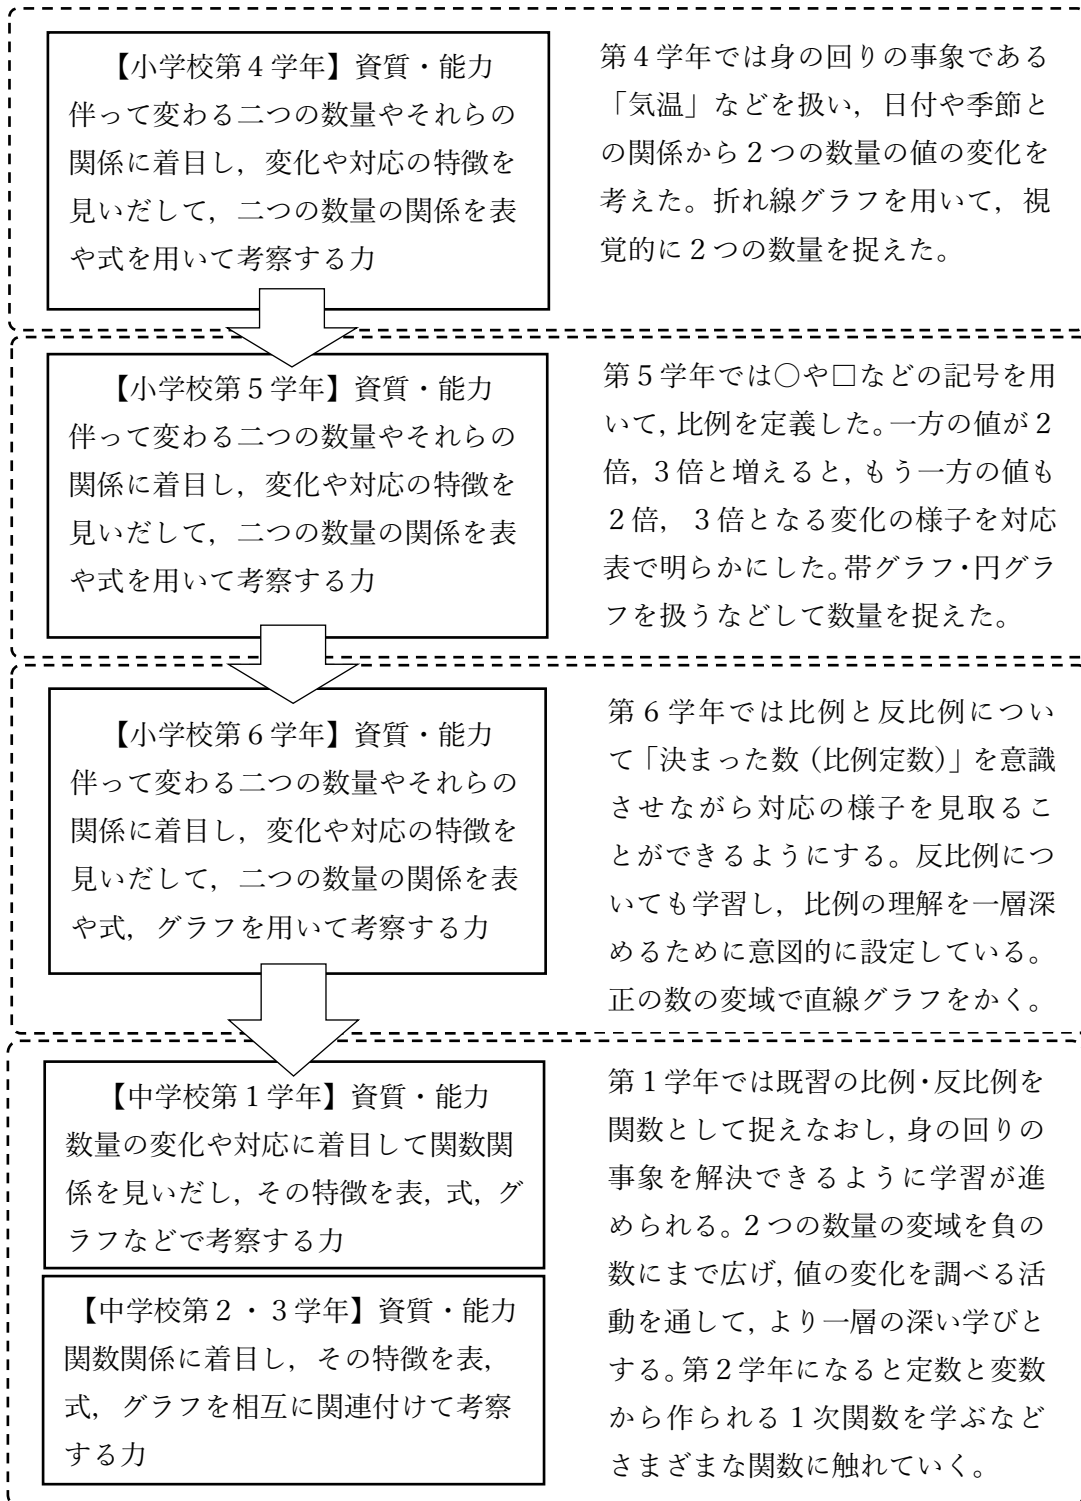 【小学校第4学年】資質・能力
伴って変わる二つの数量やそれらの
関係に着目し，変化や対応の特徴を
見いだして，二つの数量の関係を表
や式を用いて考察する力
第4学年では身の回りの事象である
「気温」などを扱い，日付や季節と
の関係から2つの数量の値の変化を
考えた。折れ線グラフを用いて，視
覚的に2つの数量を捉えた。
【小学校第5学年】資質・能力
伴って変わる二つの数量やそれらの
関係に着目し，変化や対応の特徴を
見いだして，二つの数量の関係を表
や式を用いて考察する力
第5学年では○や□などの記号を用
いて，比例を定義した。一方の値が2
倍，3倍と増えると，もう一方の値も
2倍，3倍となる変化の様子を対応
表で明らかにした。帯グラフ・円グラ
フを扱うなどして数量を捉えた。
【小学校第6学年】資質・能力
伴って変わる二つの数量やそれらの
関係に着目し，変化や対応の特徴を
見いだして，二つの数量の関係を表
や式，グラフを用いて考察する力
第6学年では比例と反比例につい
て「決まった数（比例定数）」を意識
させながら対応の様子を見取るこ
とができるようにする。反比例につ
いても学習し，比例の理解を一層深
めるために意図的に設定している。
正の数の変域で直線グラフをかく。
【中学校第1学年】資質・能力
数量の変化や対応に着目して関数関
係を見いだし，その特徴を表，式，グ
ラフなどで考察する力
【中学校第2・3学年】資質・能力
関数関係に着目し，その特徴を表，
式，グラフを相互に関連付けて考察
する力
第1学年では既習の比例・反比例を
関数として捉えなおし，身の回りの
事象を解決できるように学習が進
められる。2つの数量の変域を負の
数にまで広げ，値の変化を調べる活
動を通して，より一層の深い学びと
する。第2学年になると定数と変数
から作られる1次関数を学ぶなど
さまざまな関数に触れていく。